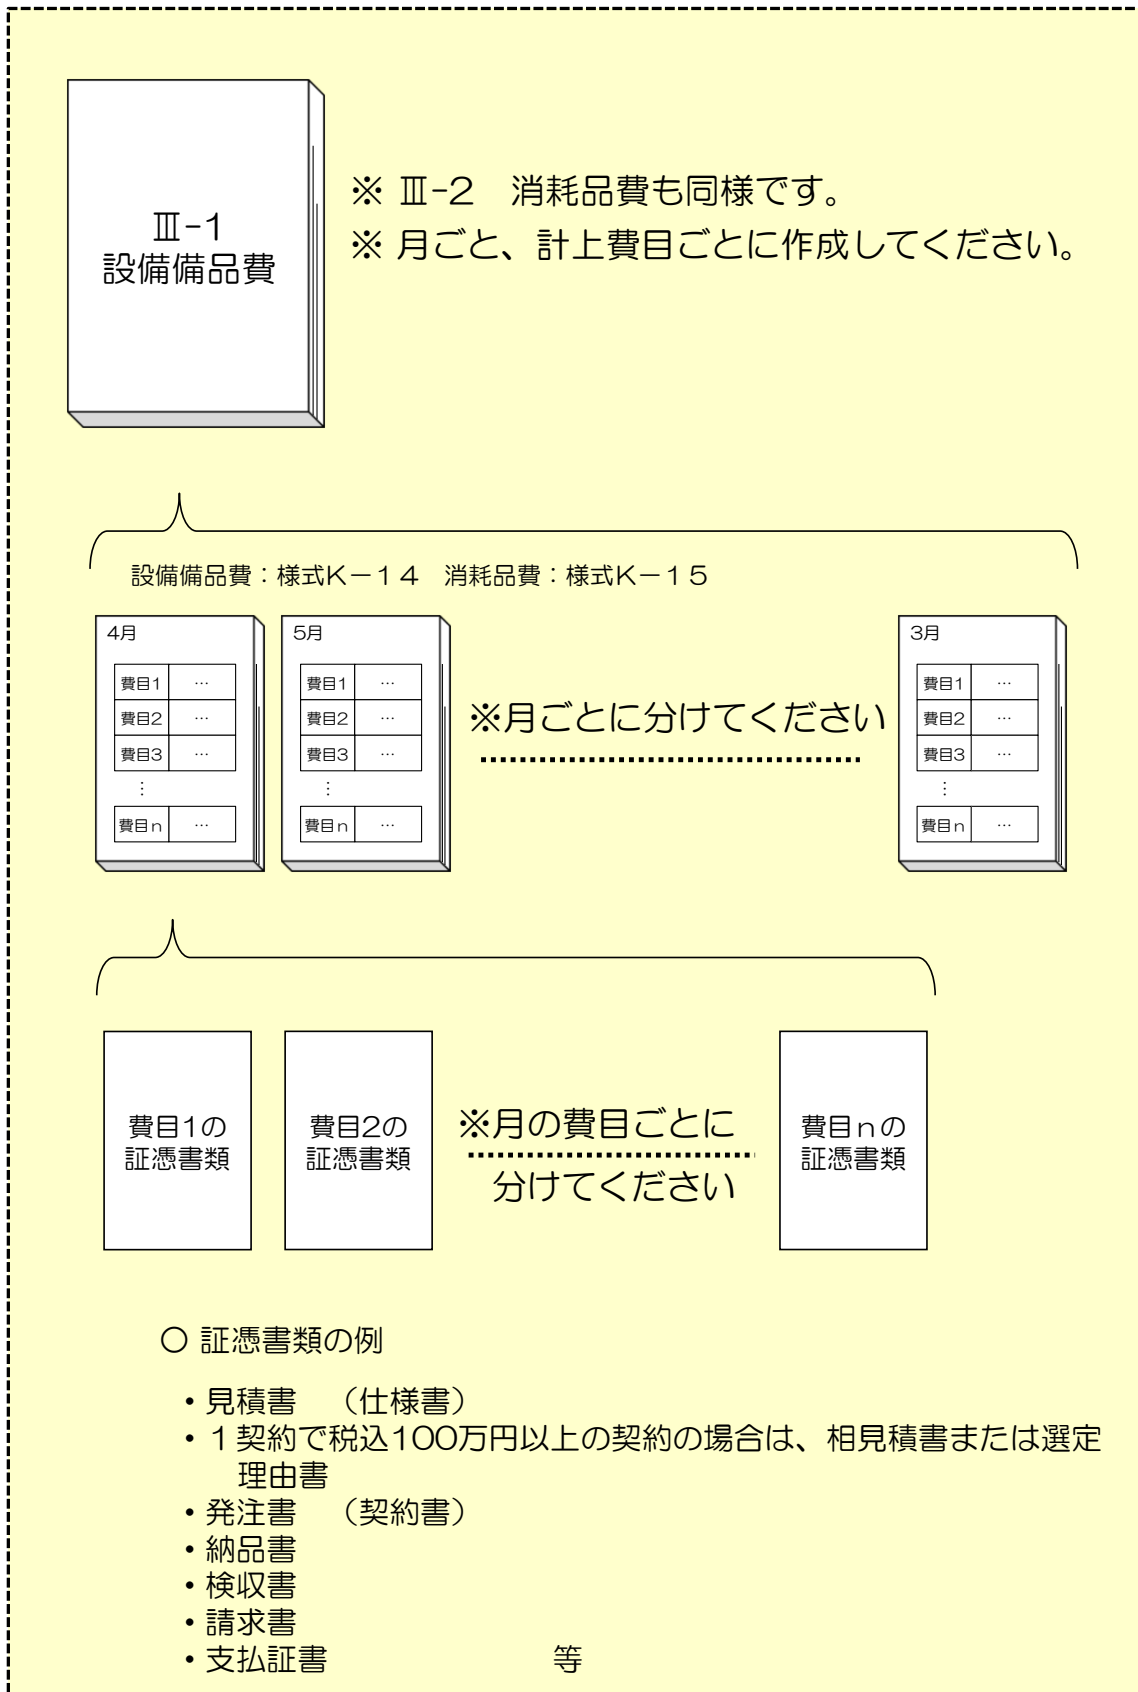 Ⅲ-1
設備備品費
※ Ⅲ-2　消耗品費も同様です。
※ 月ごと、計上費目ごとに作成してください。
設備備品費：様式K－１４　消耗品費：様式K－１５
4月
費目1 …
費目2 …
費目3 …
⋮
費目ｎ …
5月
費目1 …
費目2 …
費目3 …
⋮
費目ｎ …
※月ごとに分けてください
3月
費目1 …
費目2 …
費目3 …
⋮
費目ｎ …
費目1の
証憑書類
費目2の
証憑書類
※月の費目ごとに
分けてください
費目ｎの
証憑書類
○ 証憑書類の例
・見積書　（仕様書）
・１契約で税込100万円以上の契約の場合は、相見積書または選定
理由書
・発注書　（契約書）
・納品書
・検収書
・請求書
・支払証書　　　　　　　等